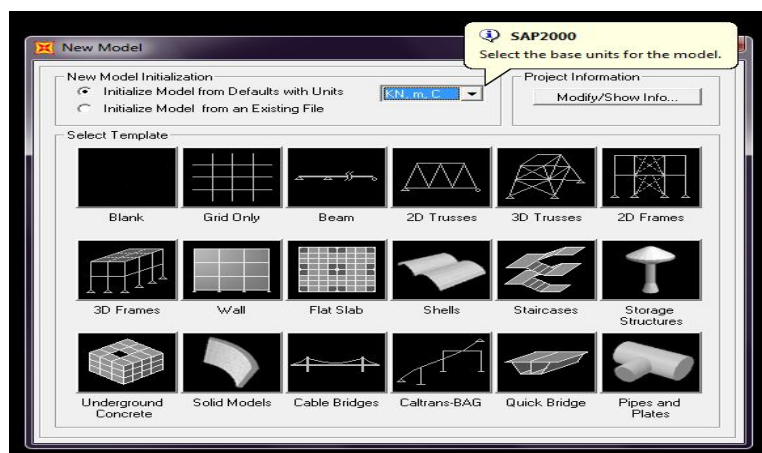 SAP2000
Select the base units for the model.
New Model
New Model Initialization
Initialize Model from Defaults with Units
KN, m, C
Initialize Model from an Existing File
Project Information
Modify/Show Info...
Select Template
Blank
Grid Only
Beam
2D Trusses
3D Trusses
2D Frames
3D Frames
Wall
Flat Slab
Shells
Staircases
Storage
Structures
Underground
Concrete
Solid Models
Cable Bridges
Caltrans-BAG
Quick Bridge
Pipes and
Plates